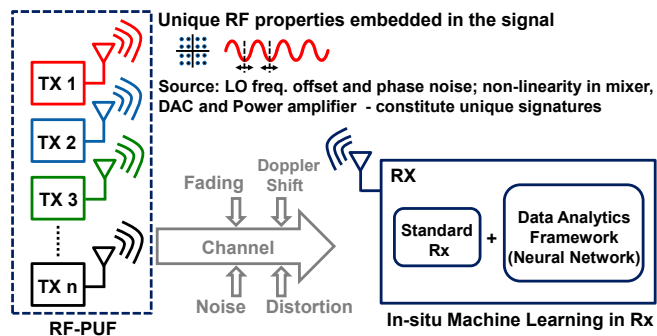 Unique RF properties embedded in the signal
Source: LO freq. offset and phase noise; non-linearity in mixer,
DAC and Power amplifier - constitute unique signatures
TX 1
TX 2
TX 3
TX n
RF-PUF
Fading
Doppler
Shift
Channel
Noise
Distortion
RX
Standard
Rx
+
Data Analytics
Framework
(Neural Network)
In-situ Machine Learning in Rx